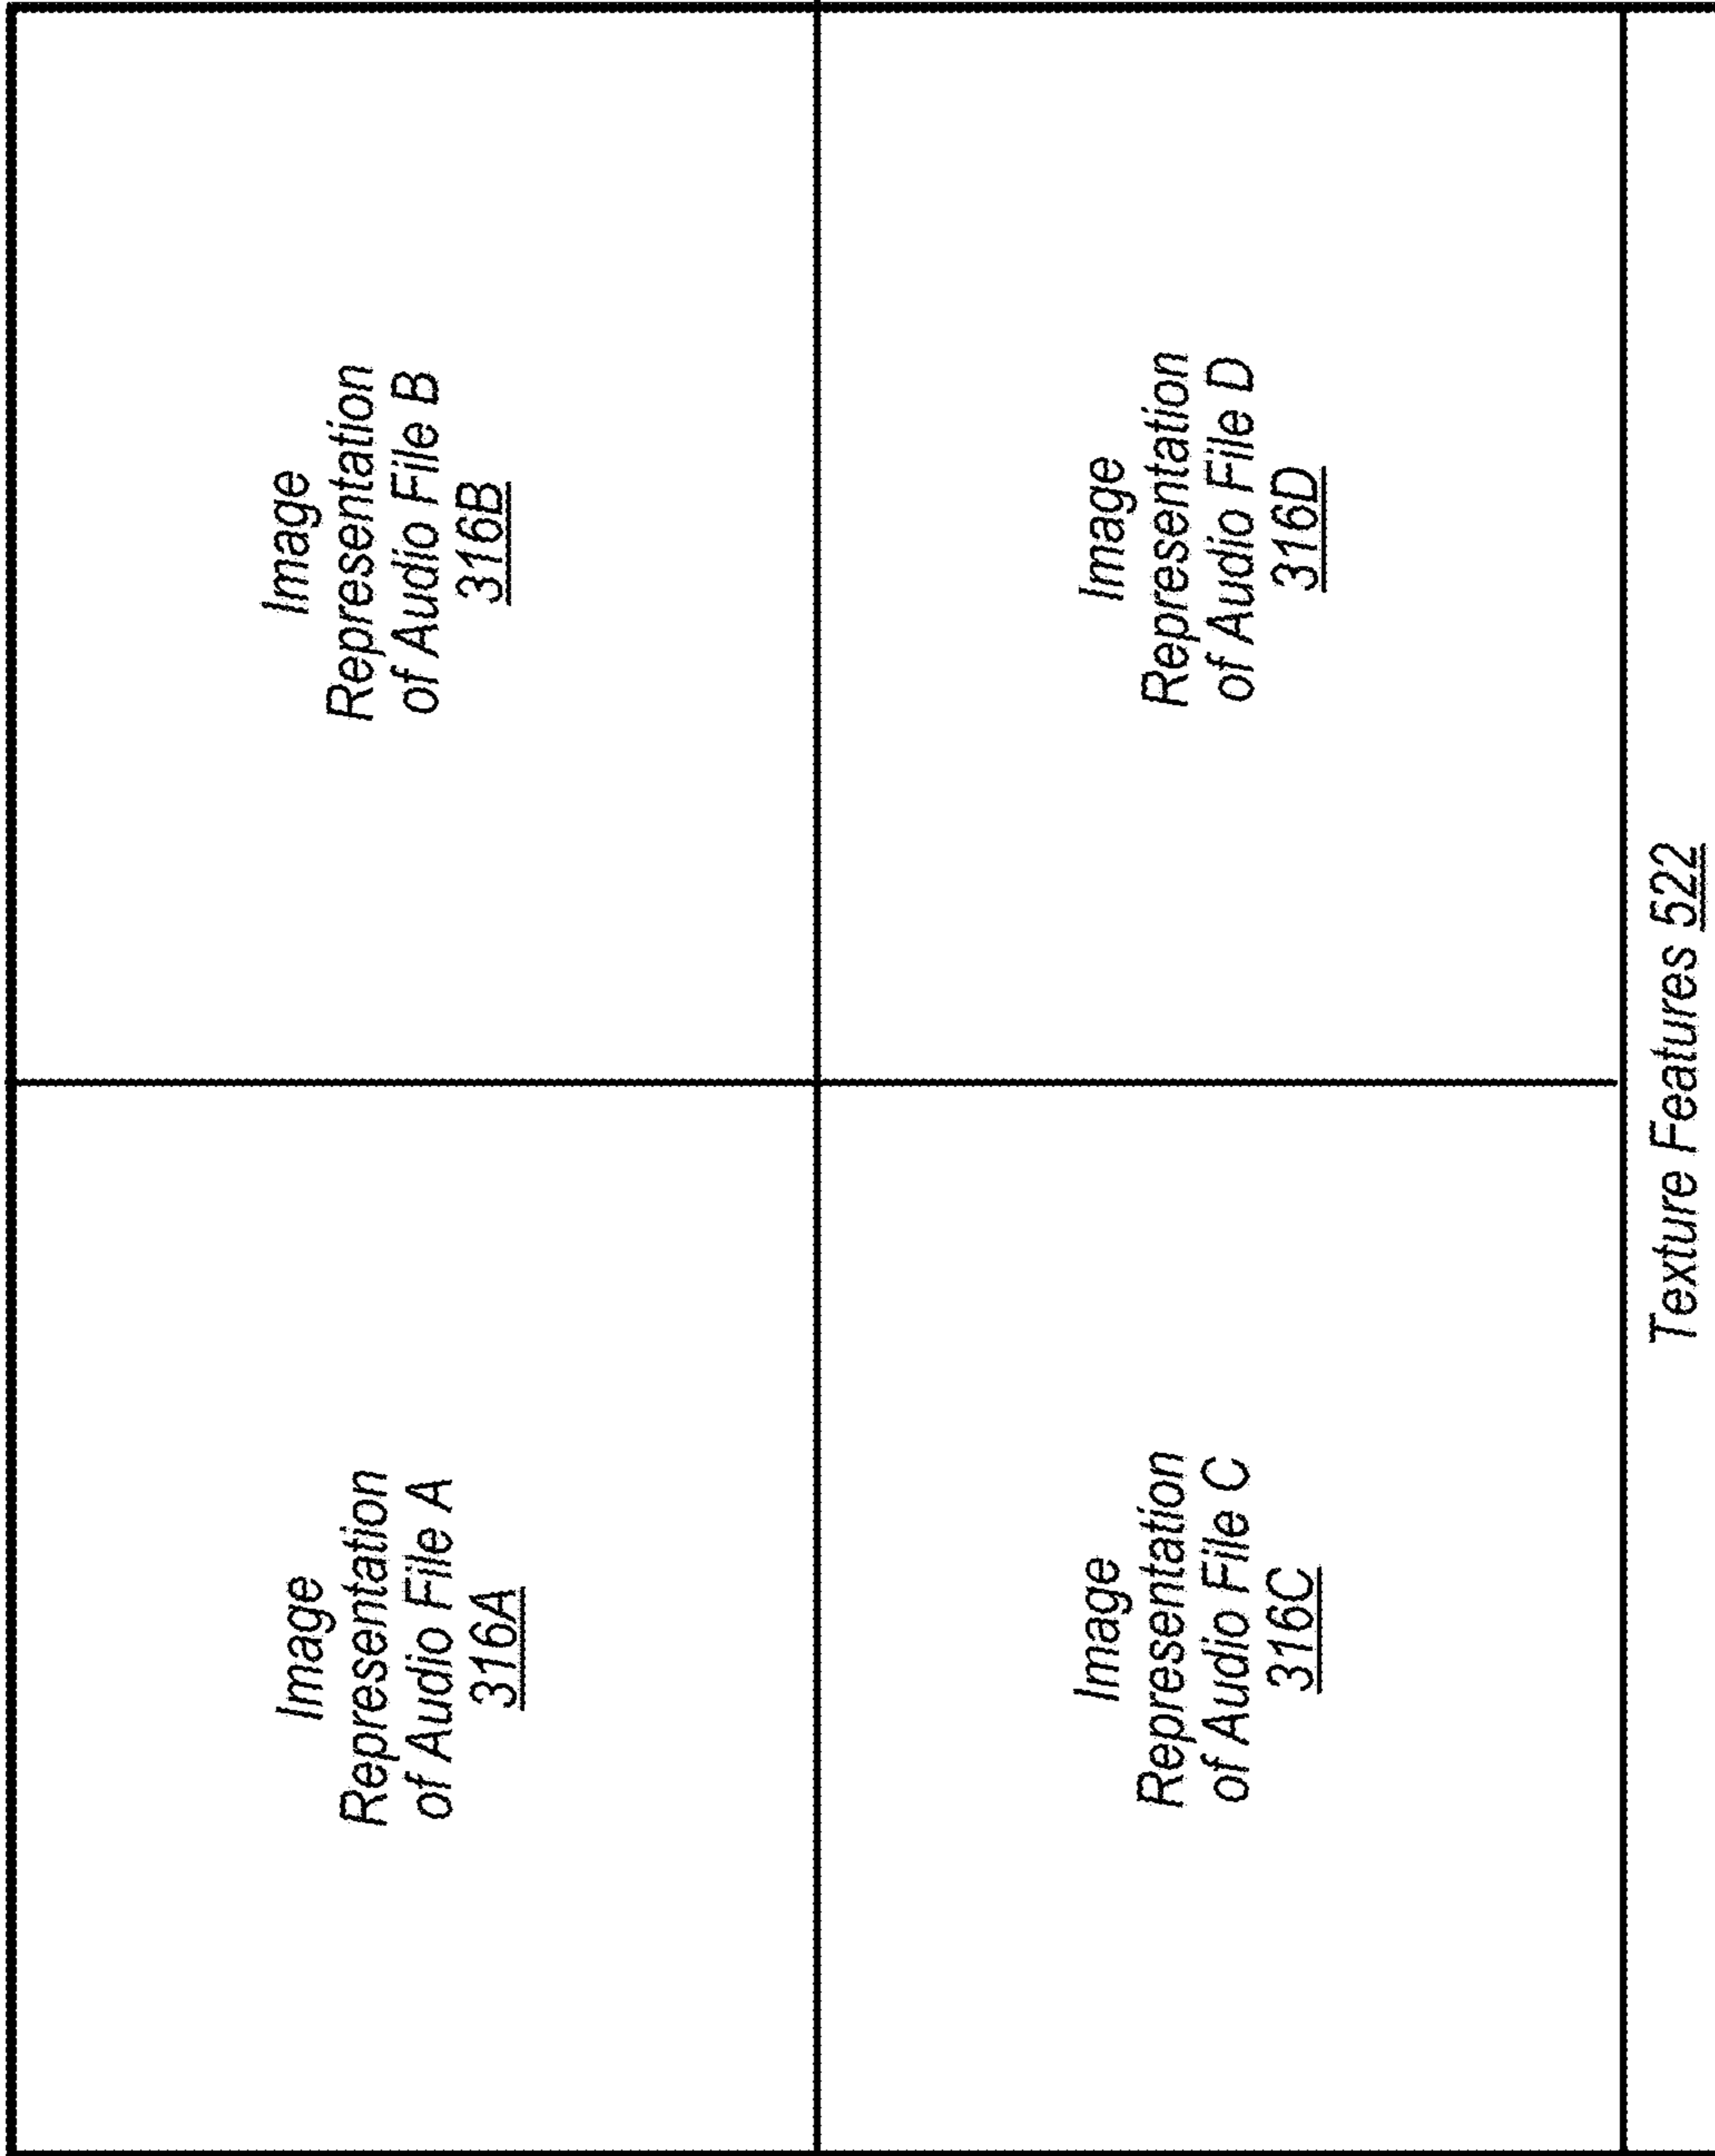 Image
Representation
of Audio File A
316A
Image
Representation
of Audio File B
316B
Image
Representation
of Audio File C
316C
Image
Representation
of Audio File D
316D
Texture Features 522